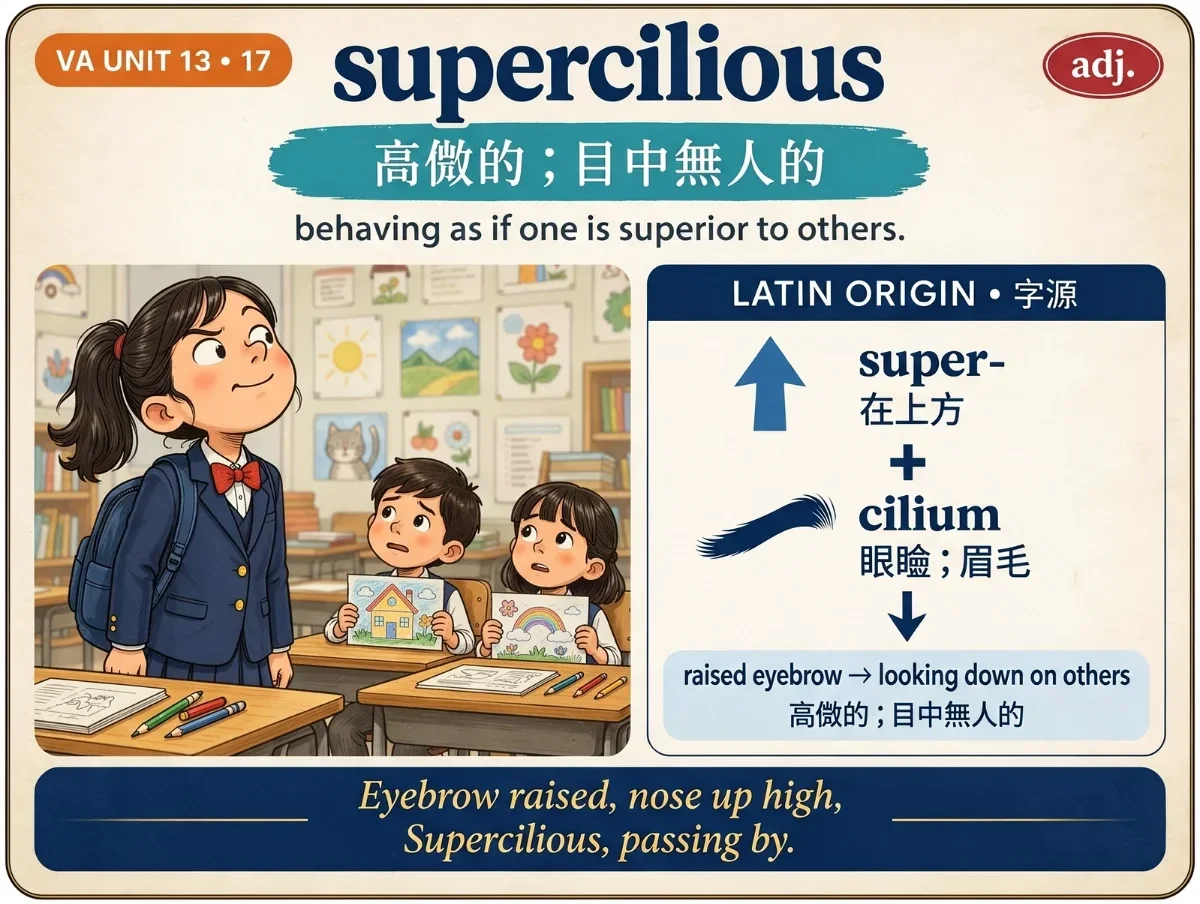 VA UNIT 13 • 17
supercilious
adj.
高微的；目中無人的
behaving as if one is superior to others.
LATIN ORIGIN • 字源
super-
在上方
+
cilium
眼瞼；眉毛
raised eyebrow → looking down on others
高微的；目中無人的
Eyebrow raised, nose up high,
Supercilious, passing by.